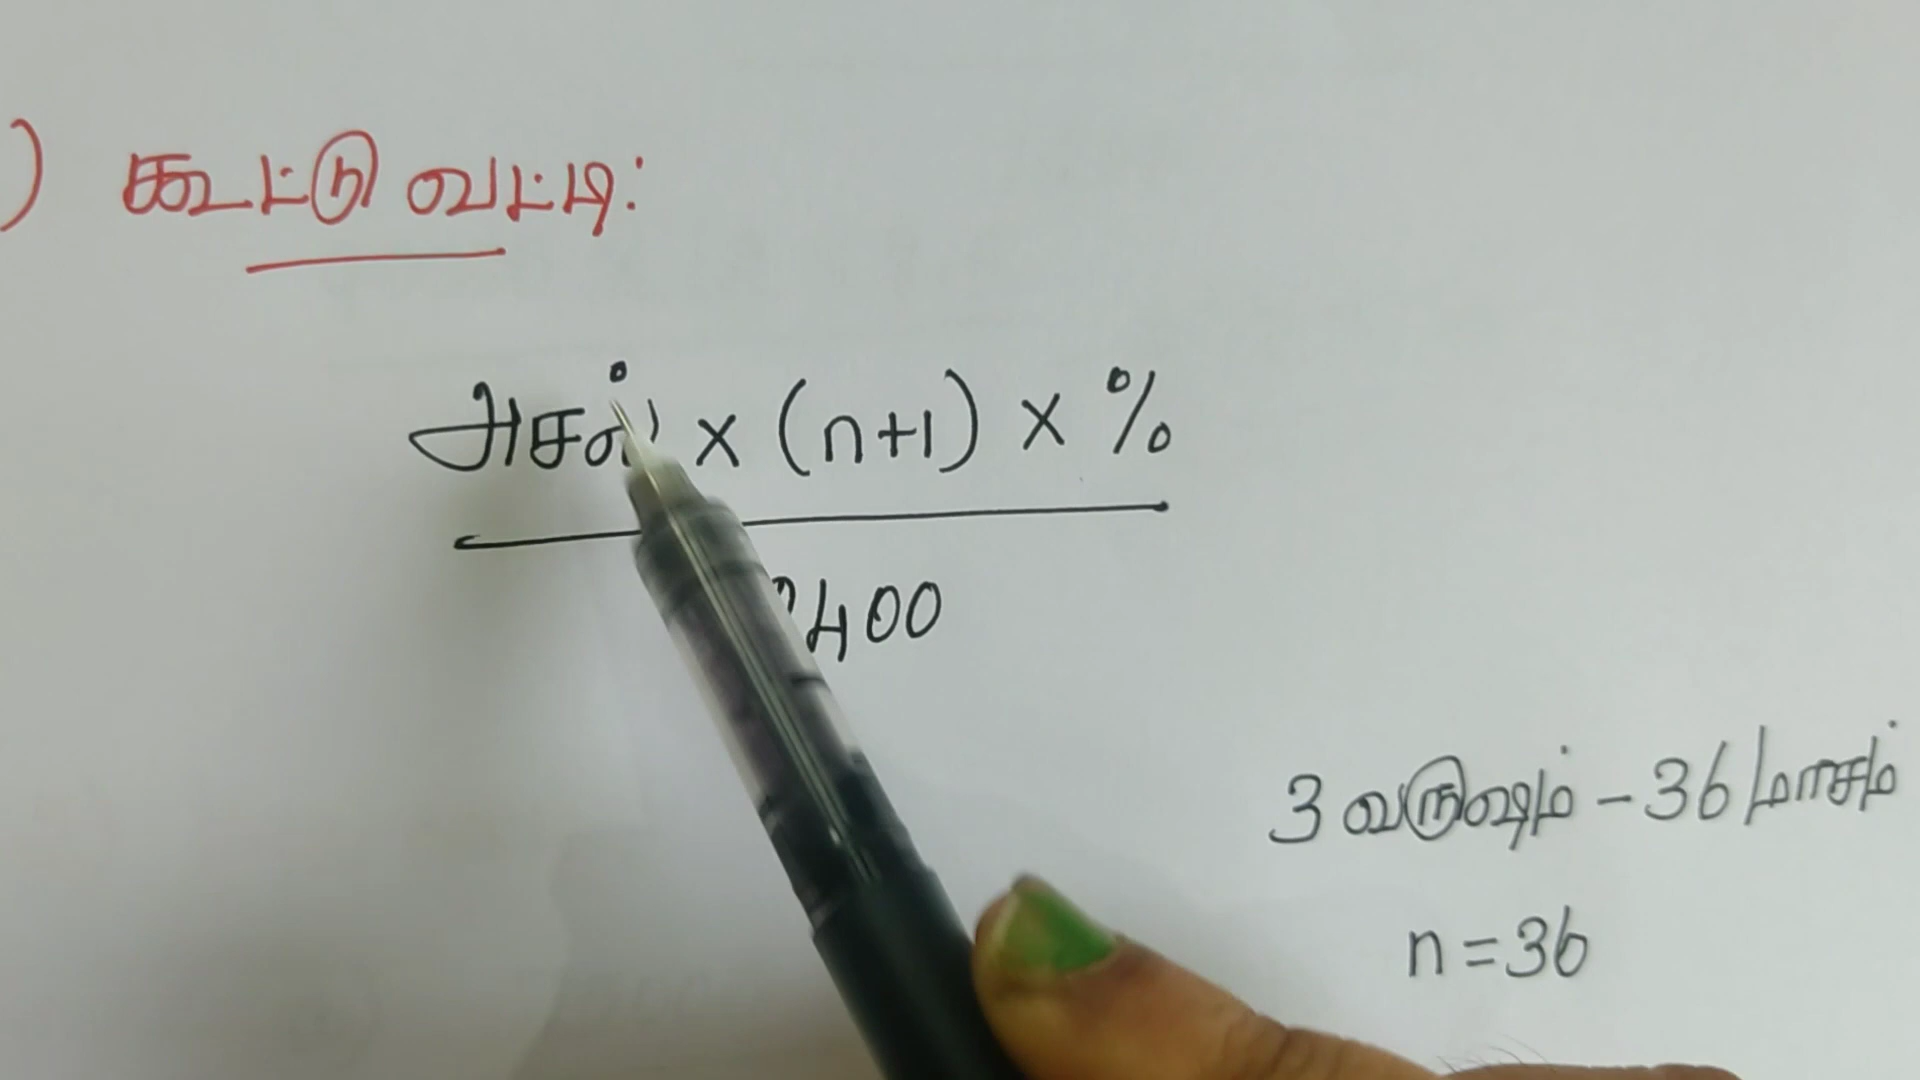 ) கூட்டு வட்டி:
அசல் x (n+1) x %
2400
3 வருஷம் - 36 மாசம்
n = 36